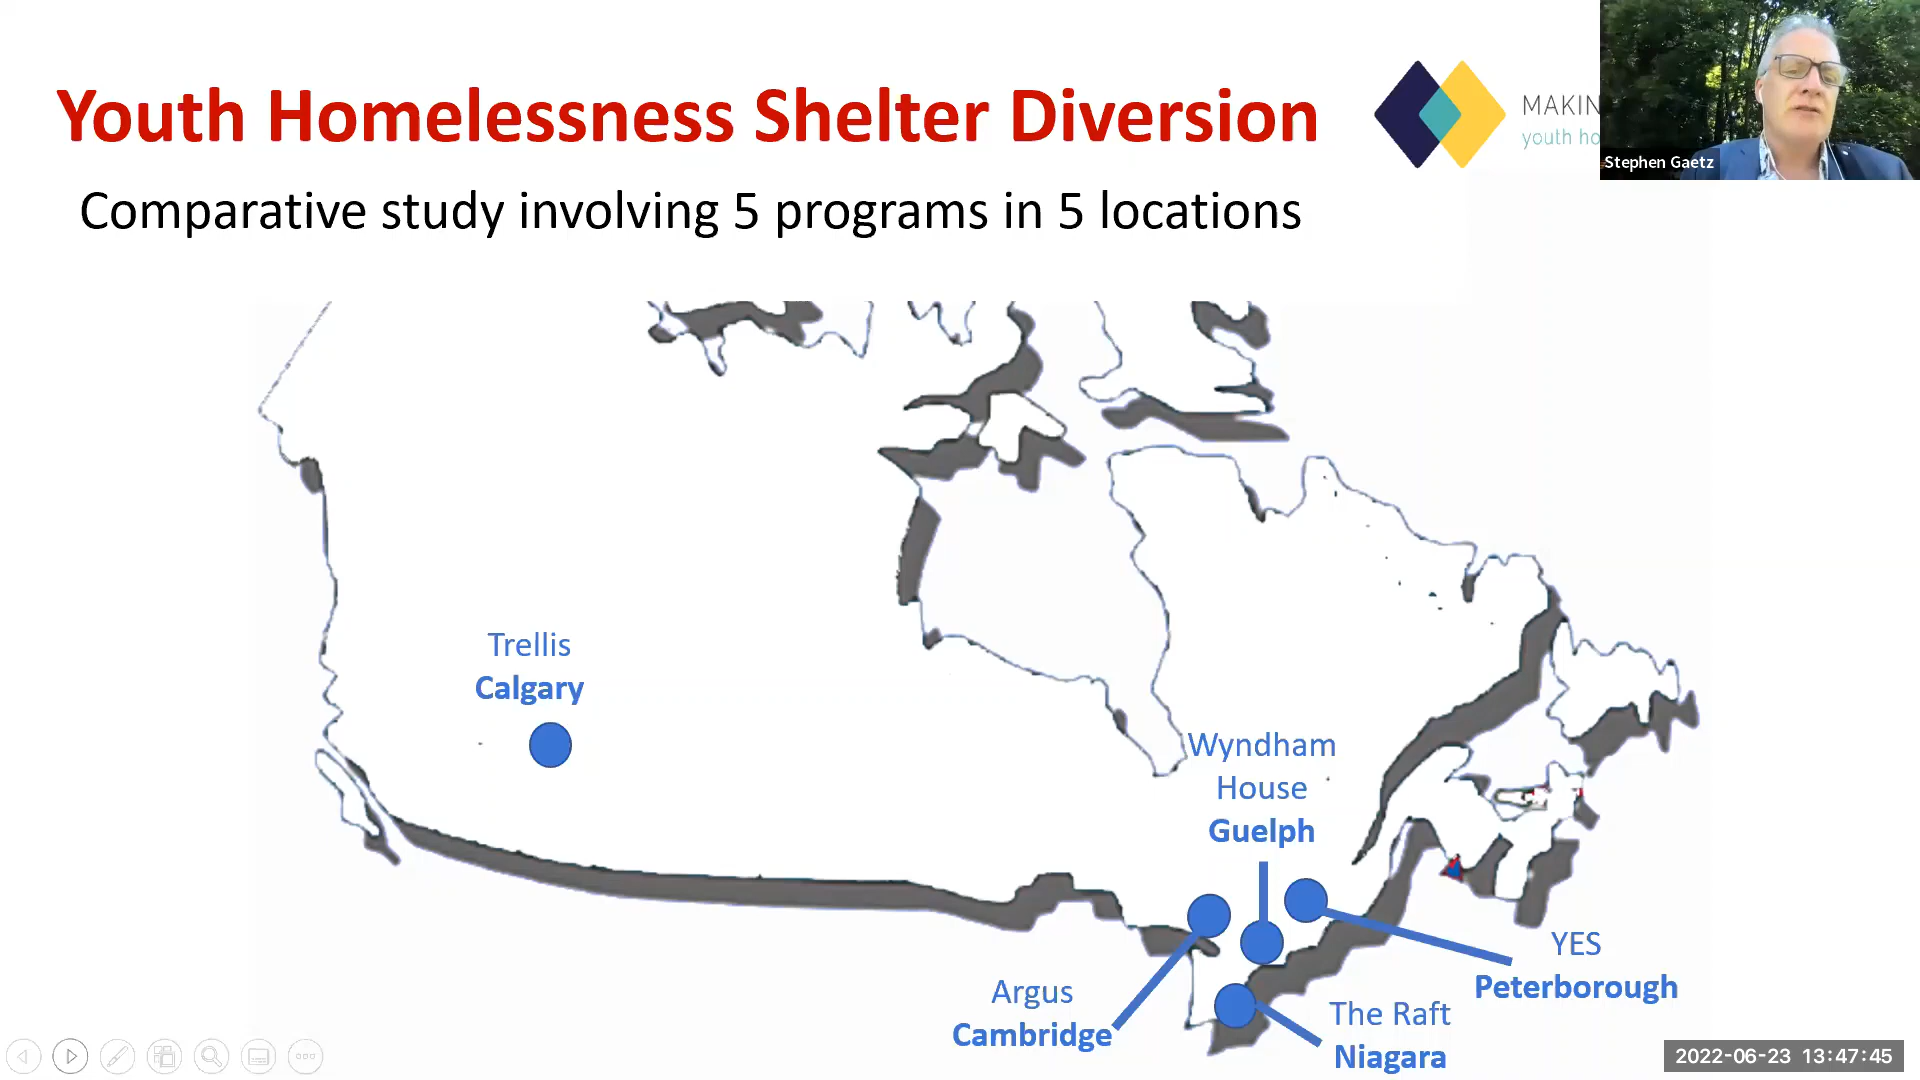 Youth Homelessness Shelter Diversion
Comparative study involving 5 programs in 5 locations
MAKIN
youth ho
Stephen Gaetz
Trellis
Calgary
Wyndham
House
Guelph
YES
Peterborough
Argus
Cambridge
The Raft
Niagara
2022-06-23 13:47:45